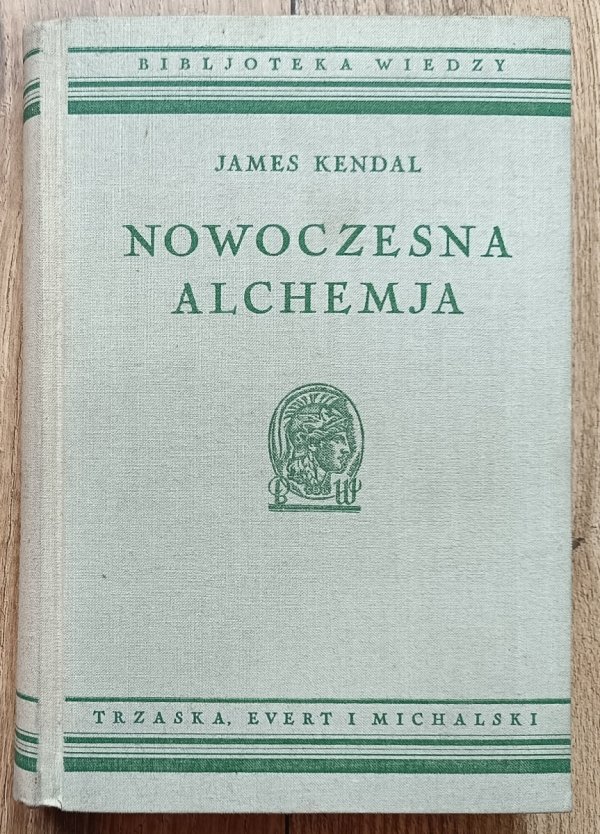 BIBLJOTEKA WIEDZY
JAMES KENDAL
NOWOCZESNA
ALCHEMJA
B W
TRZASKA, EVERT I MICHALSKI